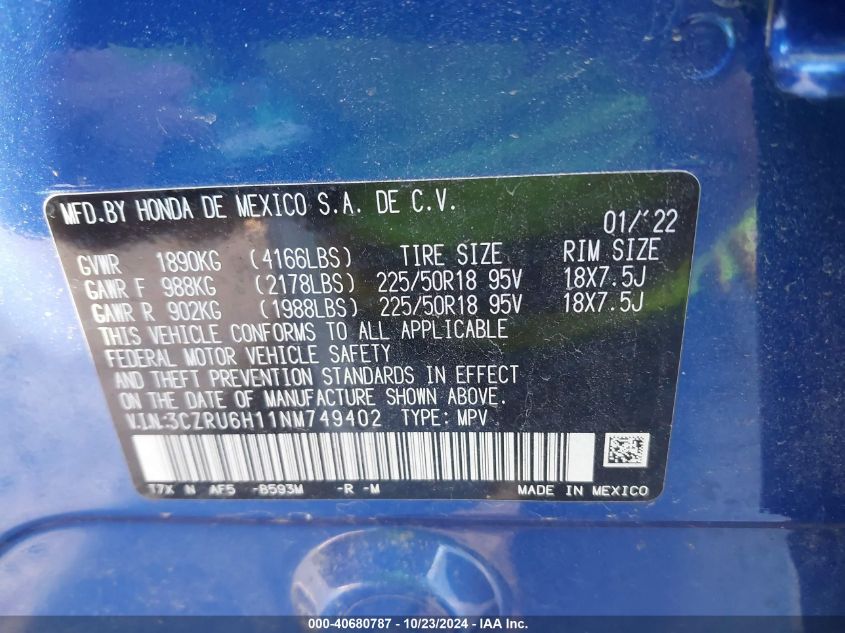 MFD.BY HONDA DE MEXICO S.A. DE C.V.
01/'22
GVWR 1890KG (4166LBS) TIRE SIZE RIM SIZE
GAWR F 988KG (2178LBS) 225/50R18 95V 18X7.5J
GAWR R 902KG (1988LBS) 225/50R18 95V 18X7.5J
THIS VEHICLE CONFORMS TO ALL APPLICABLE
FEDERAL MOTOR VEHICLE SAFETY
AND THEFT PREVENTION STANDARDS IN EFFECT
ON THE DATE OF MANUFACTURE SHOWN ABOVE.
V.I.N:3CZRU6H11NM749402 TYPE: MPV
T7X N AF5 -B593M -R -M MADE IN MEXICO
<00-40680787 - 10/23/2024 - IAA Inc.